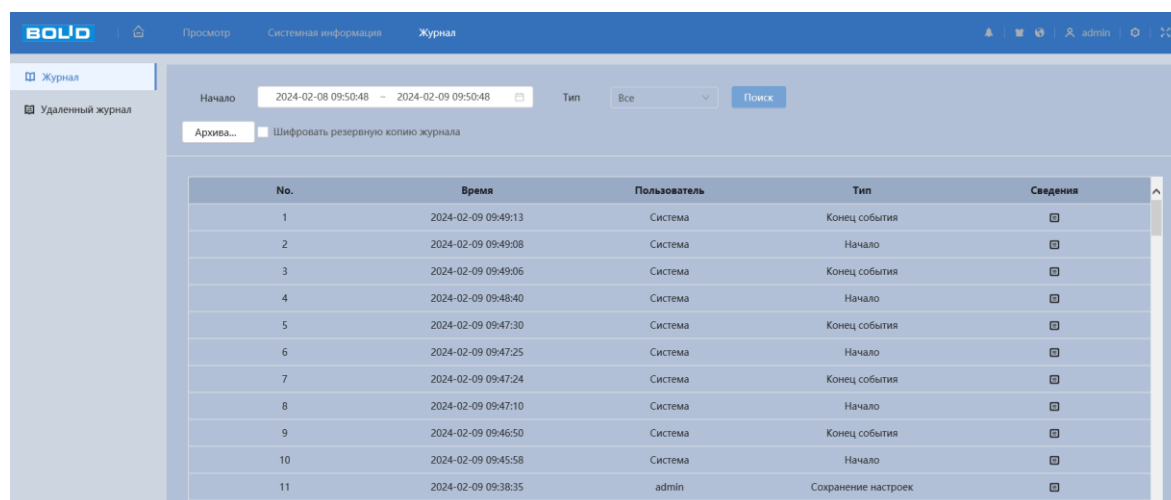 BOLID Просмотр Системная информация Журнал admin
Журнал
Удаленный журнал
Начало 2024-02-08 09:50:48 ~ 2024-02-09 09:50:48 Тип Все Поиск
Архива... Шифровать резервную копию журнала
No. Время Пользователь Тип Сведения
1 2024-02-09 09:49:13 Система Конец события
2 2024-02-09 09:49:08 Система Начало
3 2024-02-09 09:49:06 Система Конец события
4 2024-02-09 09:48:40 Система Начало
5 2024-02-09 09:47:30 Система Конец события
6 2024-02-09 09:47:25 Система Начало
7 2024-02-09 09:47:24 Система Конец события
8 2024-02-09 09:47:10 Система Начало
9 2024-02-09 09:46:50 Система Конец события
10 2024-02-09 09:45:58 Система Начало
11 2024-02-09 09:38:35 admin Сохранение настроек